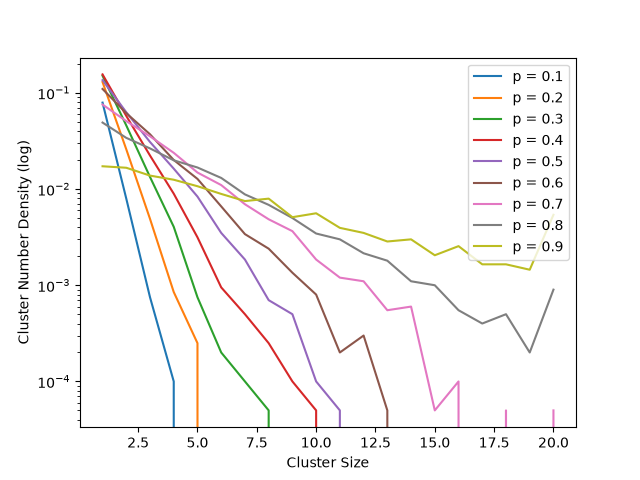 Cluster Number Density (log)
10⁻¹
10⁻²
10⁻³
10⁻⁴
p = 0.1
p = 0.2
p = 0.3
p = 0.4
p = 0.5
p = 0.6
p = 0.7
p = 0.8
p = 0.9
2.5 5.0 7.5 10.0 12.5 15.0 17.5 20.0
Cluster Size